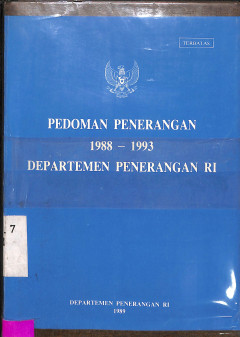 TERBATAS
PEDOMAN PENERANGAN
1988 – 1993
DEPARTEMEN PENERANGAN RI
. 7
DEPARTEMEN PENERANGAN RI
1989